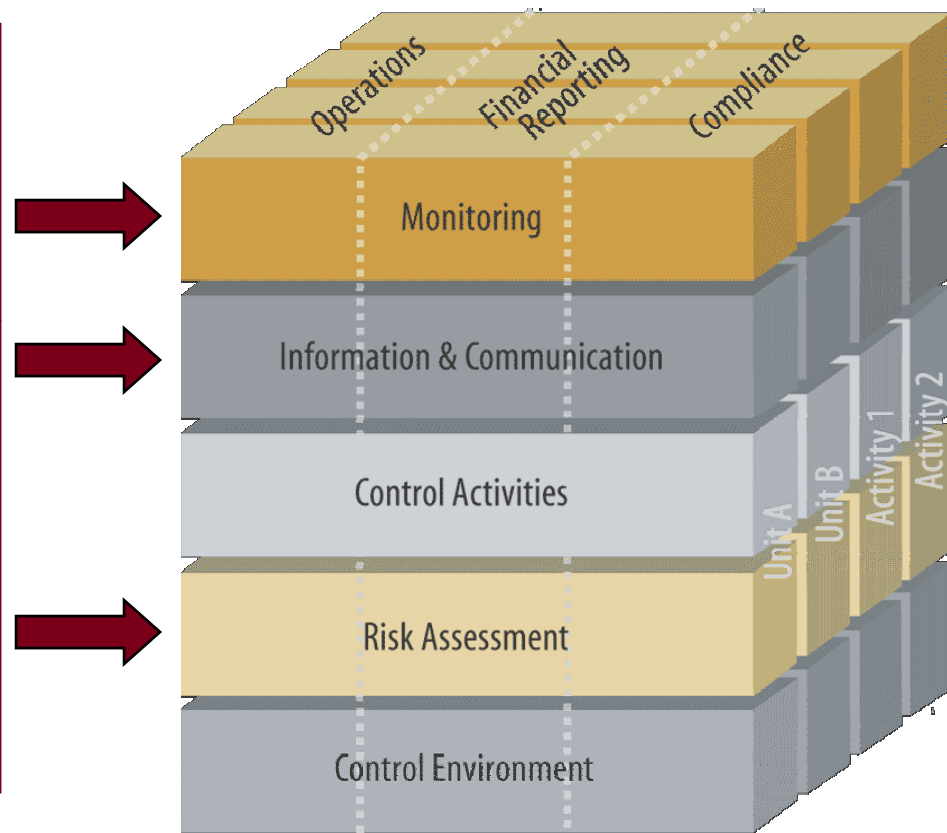 Operations
Financial
Reporting
Compliance
Monitoring
Information & Communication
Control Activities
Risk Assessment
Control Environment
Unit A
Unit B
Activity 1
Activity 2